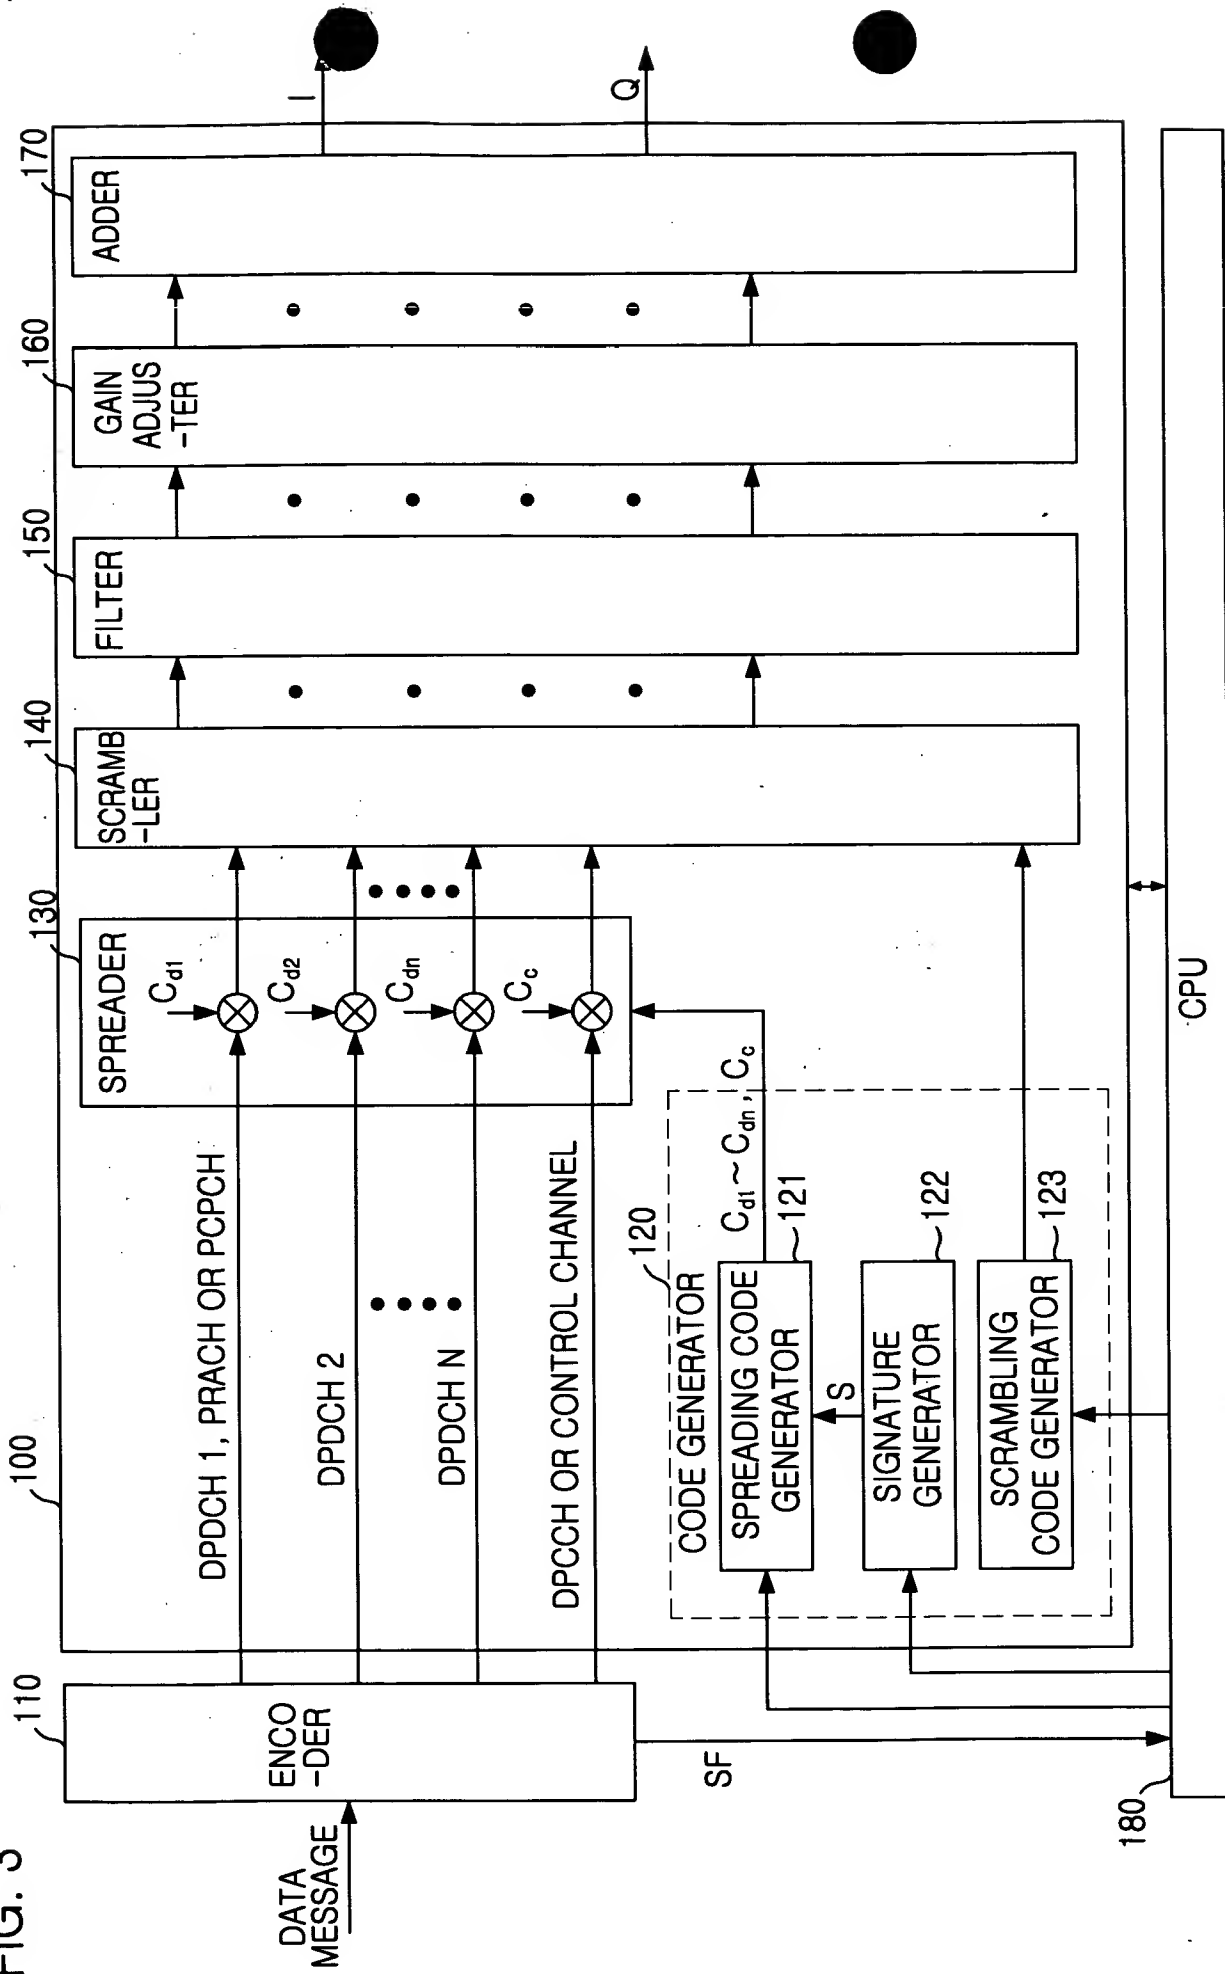 FIG. 3
DATA
MESSAGE
110
ENCO
-DER
SF
100
DPDCH 1, PRACH OR PCPCH
DPDCH 2
DPDCH N
DPCCH OR CONTROL CHANNEL
130
SPREADER
Cd1
Cd2
Cdn
Cc
120
CODE GENERATOR
SPREADING CODE
GENERATOR
121
Cd1 ~ Cdn , Cc
S
SIGNATURE
GENERATOR
122
SCRAMBLING
CODE GENERATOR
123
140
SCRAMB
-LER
150
FILTER
160
GAIN
ADJUS
-TER
170
ADDER
I
Q
180
CPU